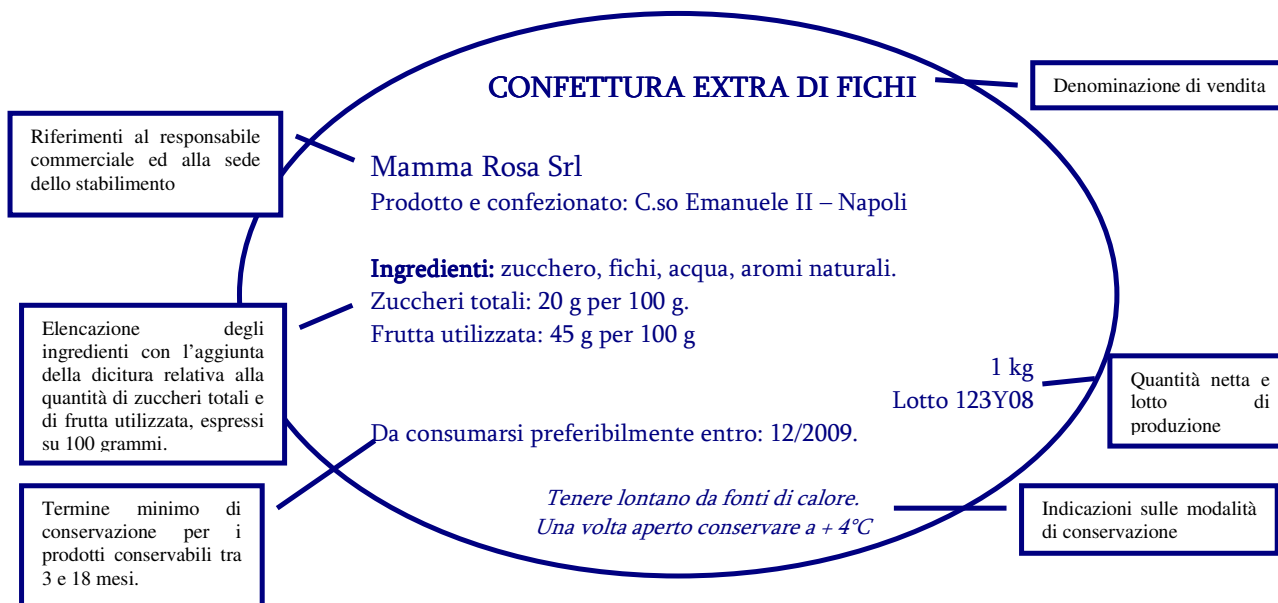 CONFETTURA EXTRA DI FICHI
Denominazione di vendita
Riferimenti al responsabile
commerciale ed alla sede
dello stabilimento
Mamma Rosa Srl
Prodotto e confezionato: C.so Emanuele II – Napoli
Ingredienti: zucchero, fichi, acqua, aromi naturali.
Zuccheri totali: 20 g per 100 g.
Frutta utilizzata: 45 g per 100 g
Elencazione degli
ingredienti con l'aggiunta
della dicitura relativa alla
quantità di zuccheri totali e
di frutta utilizzata, espressi
su 100 grammi.
1 kg
Lotto 123Y08
Quantità netta e
lotto di
produzione
Da consumarsi preferibilmente entro: 12/2009.
Termine minimo di
conservazione per i
prodotti conservabili tra
3 e 18 mesi.
Tenere lontano da fonti di calore.
Una volta aperto conservare a + 4°C
Indicazioni sulle modalità
di conservazione